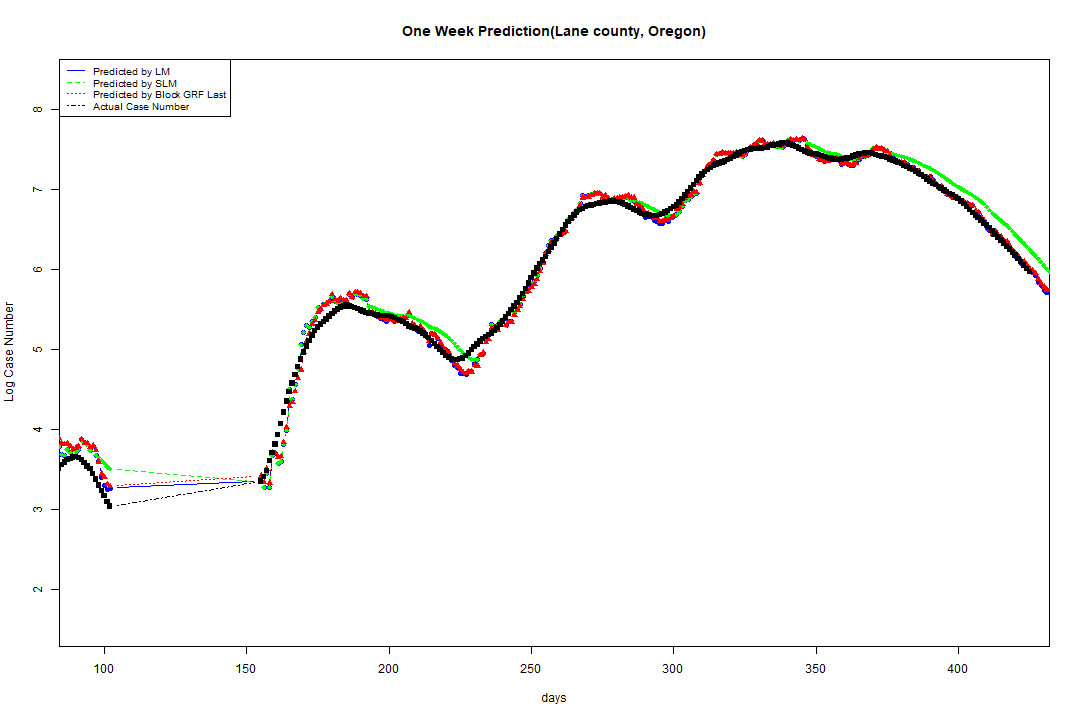 One Week Prediction(Lane county, Oregon)
Predicted by LM
Predicted by SLM
Predicted by Block GRF Last
Actual Case Number
8
7
6
5
4
3
2
Log Case Number
100 150 200 250 300 350 400
days